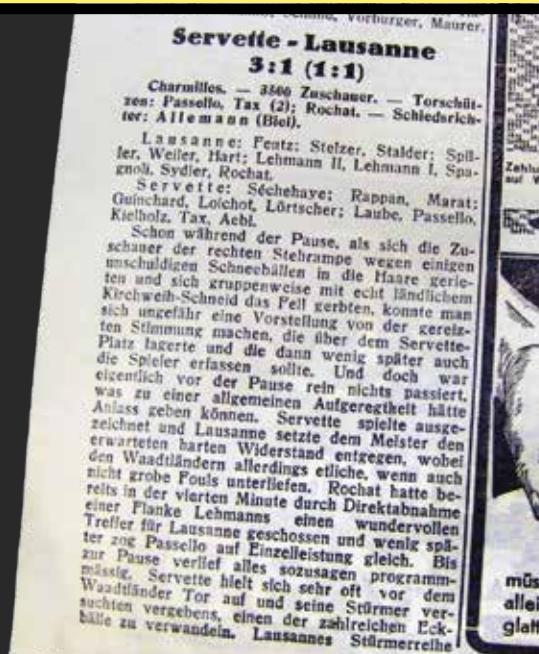 Vorburger, Maurer.
Servette - Lausanne
3:1 (1:1)
Charmilles. — 3500 Zuschauer. — Torschüt-
zen: Passello, Tax (2); Rochat. — Schiedsrich-
ter: Allemann (Biel).
Lausanne: Feutz; Stelzer, Stalder; Spil-
ler, Weiler, Hart; Lehmann II, Lehmann I, Spa-
gnoli, Sydler, Rochat.
Servette: Séchehaye; Rappan, Marat;
Guinchard, Loichot, Lörtscher; Laube, Passello,
Kielholz, Tax, Aebi.
Schon während der Pause, als sich die Zu-
schauer der rechten Stehrampe wegen einigen
unschuldigen Schneebällen in die Haare gerie-
ten und sich gruppenweise mit echt ländlichem
Kirchweih-Schneid das Fell gerbten, konnte man
sich ungefähr eine Vorstellung von der gereiz-
ten Stimmung machen, die über dem Servette-
Platz lagerte und die dann wenig später auch
die Spieler erfassen sollte. Und doch war
eigentlich vor der Pause rein nichts passiert,
was zu einer allgemeinen Aufgeregtheit hätte
Anlass geben können. Servette spielte ausge-
zeichnet und Lausanne setzte dem Meister den
erwarteten harten Widerstand entgegen, wobei
den Waadtländern allerdings etliche, wenn auch
nicht grobe Fouls unterliefen. Rochat hatte be-
reits in der vierten Minute durch Direktabnahme
einer Flanke Lehmanns einen wundervollen
Treffer für Lausanne geschossen und wenig spä-
ter zog Passello auf Einzelleistung gleich. Bis
zur Pause verlief alles sozusagen programm-
mässig. Servette hielt sich sehr oft vor dem
Waadtländer Tor auf und seine Stürmer ver-
suchten vergebens, einen der zahlreichen Eck-
bälle zu verwandeln. Lausannes Stürmerreihe
Zahlu
auf
müs
allei
glatt